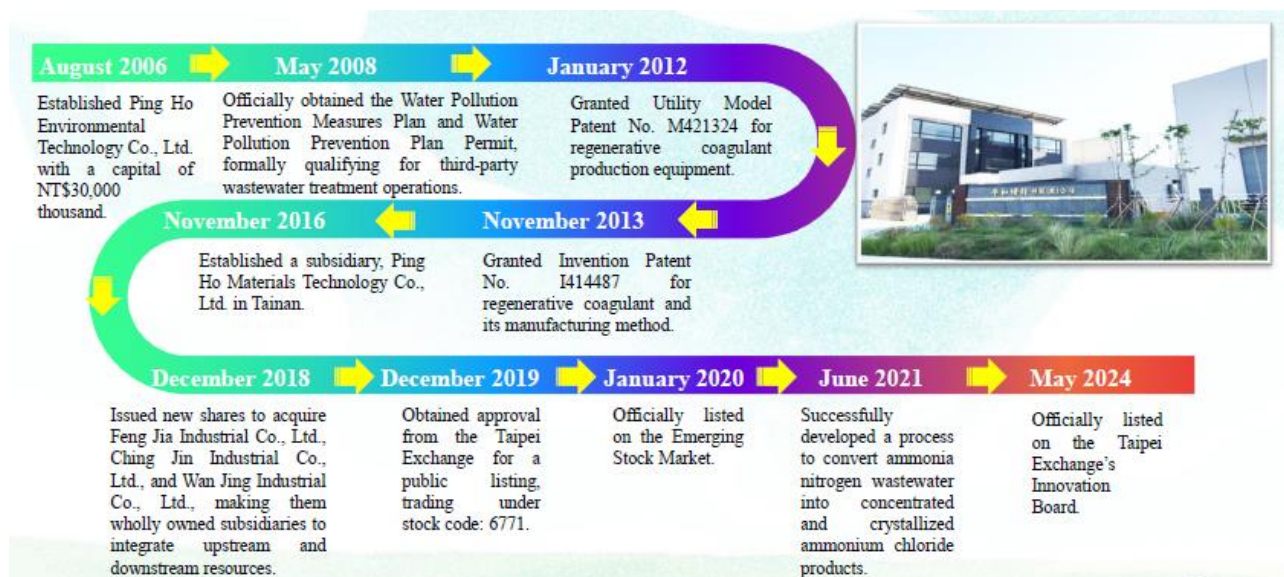 August 2006
May 2008
January 2012
Established Ping Ho
Environmental
Technology Co., Ltd.
with a capital of
NT$30,000
thousand.
Officially obtained the Water Pollution
Prevention Measures Plan and Water
Pollution Prevention Plan Permit,
formally qualifying for third-party
wastewater treatment operations.
Granted Utility Model
Patent No. M421324 for
regenerative coagulant
production equipment.
November 2016
November 2013
Established a subsidiary, Ping
Ho Materials Technology Co.,
Ltd. in Tainan.
Granted Invention Patent
No. I414487 for
regenerative coagulant and
its manufacturing method.
December 2018
December 2019
January 2020
June 2021
May 2024
Issued new shares to acquire
Feng Jia Industrial Co., Ltd.,
Ching Jin Industrial Co.,
Ltd., and Wan Jing Industrial
Co., Ltd., making them
wholly owned subsidiaries to
integrate upstream and
downstream resources.
Obtained approval
from the Taipei
Exchange for a
public listing,
trading under
stock code: 6771.
Officially listed
on the Emerging
Stock Market.
Successfully
developed a process
to convert ammonia
nitrogen wastewater
into concentrated
and crystallized
ammonium chloride
products.
Officially listed
on the Taipei
Exchange’s
Innovation
Board.